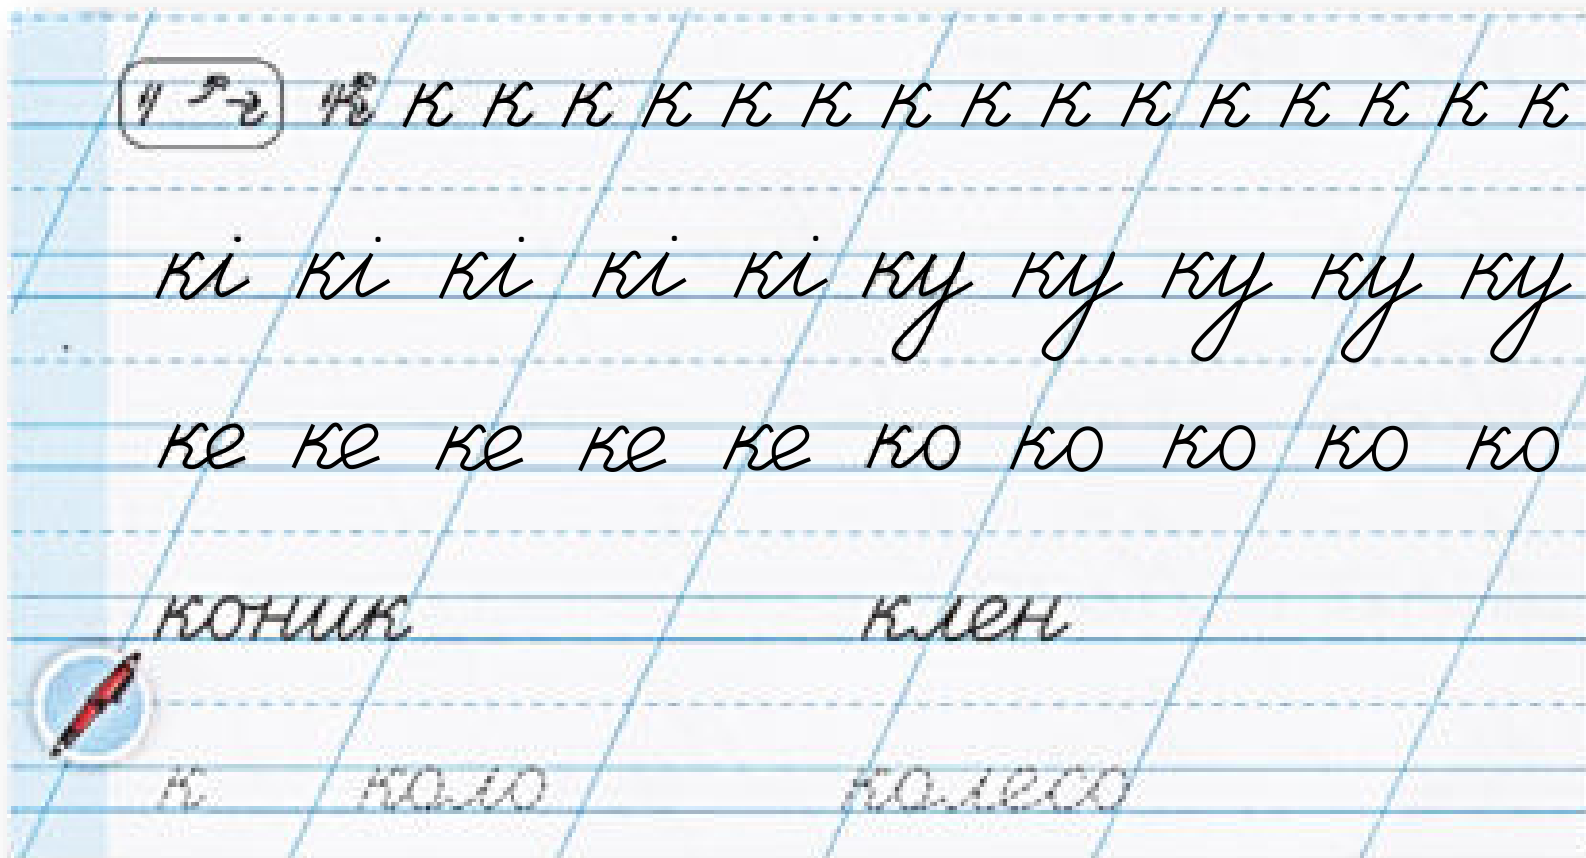 к к к к к к к к к к к к к к к к
кі кі кі кі кі ку ку ку ку ку
ке ке ке ке ке ко ко ко ко ко
коник клен
к коло колесо